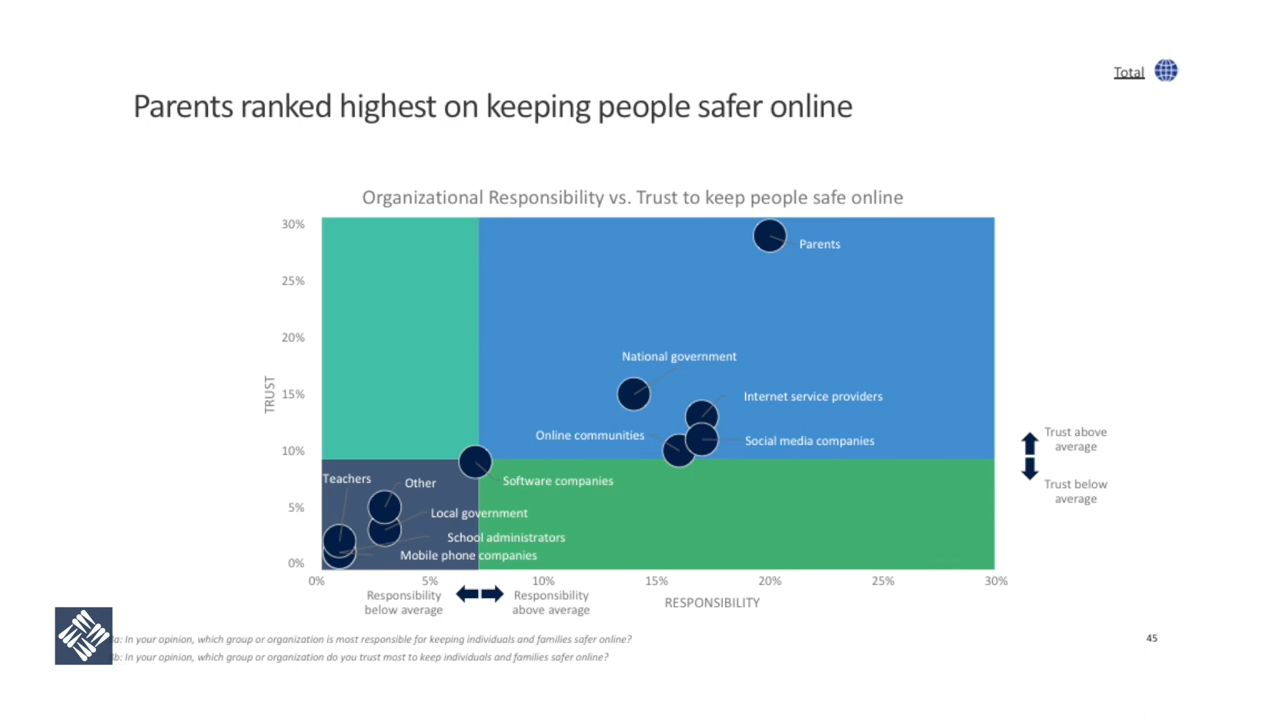 Total
Parents ranked highest on keeping people safer online
Organizational Responsibility vs. Trust to keep people safe online
30%
25%
20%
15%
10%
5%
0%
TRUST
Parents
National government
Internet service providers
Online communities
Social media companies
Software companies
Teachers
Other
Local government
School administrators
Mobile phone companies
Trust above
average
Trust below
average
0%
5%
10%
15%
20%
25%
30%
Responsibility
below average
Responsibility
above average
RESPONSIBILITY
a: In your opinion, which group or organization is most responsible for keeping individuals and families safer online?
b: In your opinion, which group or organization do you trust most to keep individuals and families safer online?
45